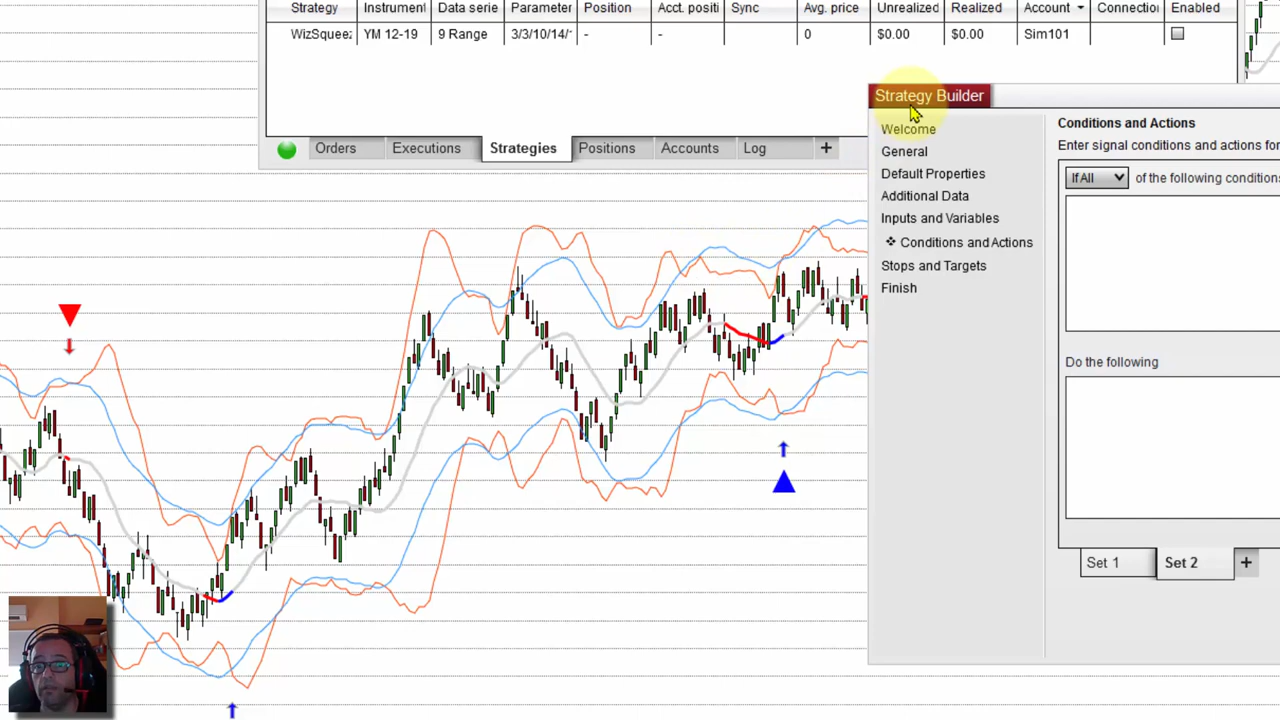 Strategy Instrument Data serie Parameter Position Acct. positi Sync Avg. price Unrealized Realized Account Connection Enabled
WizSqueez YM 12-19 9 Range 3/3/10/14/ - - 0 $0.00 $0.00 Sim101
Orders Executions Strategies Positions Accounts Log +
Strategy Builder
Welcome
General
Default Properties
Additional Data
Inputs and Variables
❖ Conditions and Actions
Stops and Targets
Finish
Conditions and Actions
Enter signal conditions and actions for
If All of the following conditions
Do the following
Set 1 Set 2 +